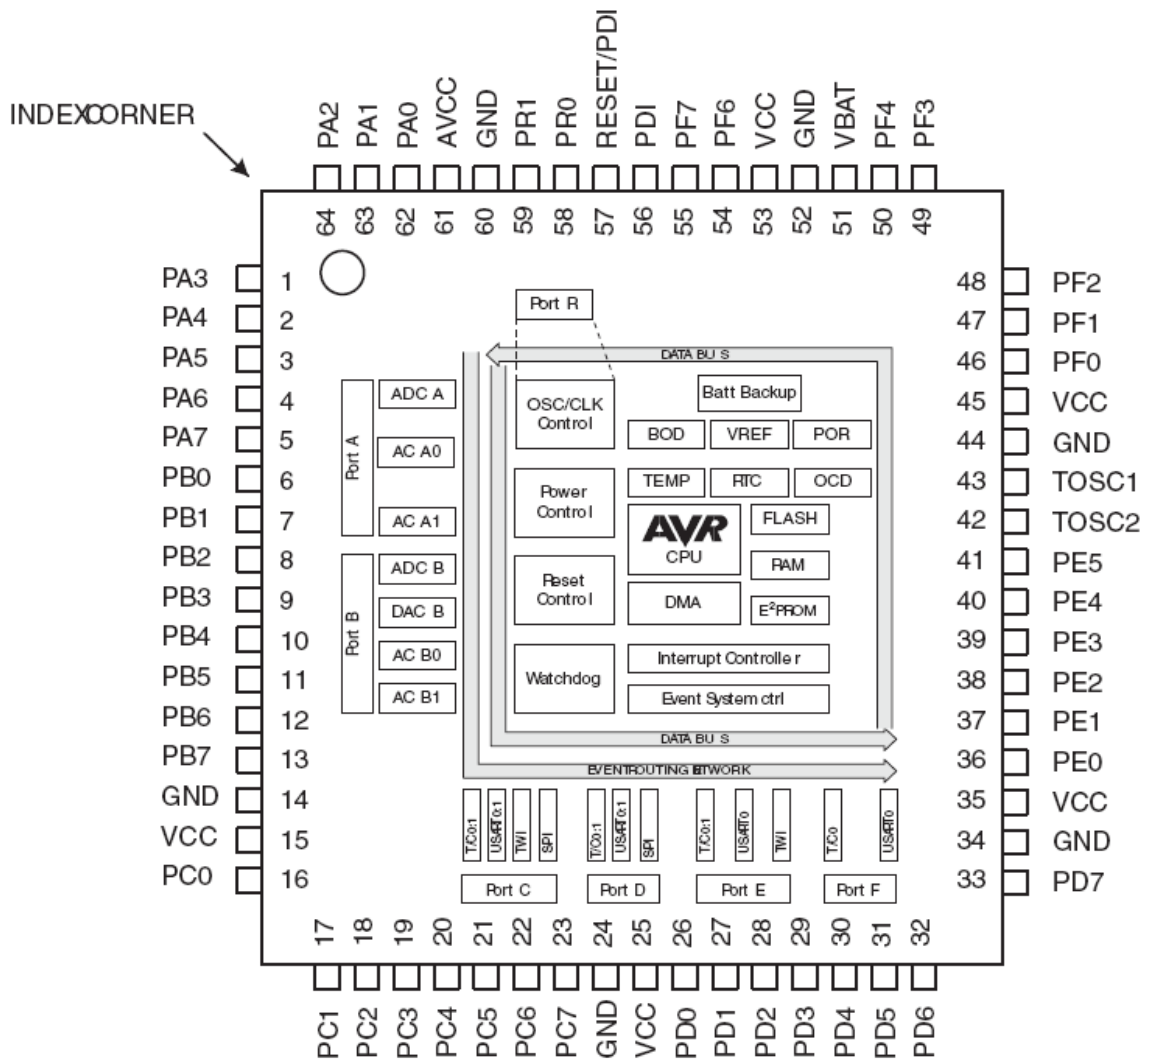 INDEXCORNER
PA2 PA1 PA0 AVCC GND PR1 PR0 RESET/PDI PDI PF7 PF6 VCC GND VBAT PF4 PF3
64 63 62 61 60 59 58 57 56 55 54 53 52 51 50 49
PA3 1 48 PF2
PA4 2 47 PF1
PA5 3 46 PF0
PA6 4 45 VCC
PA7 5 44 GND
PB0 6 43 TOSC1
PB1 7 42 TOSC2
PB2 8 41 PE5
PB3 9 40 PE4
PB4 10 39 PE3
PB5 11 38 PE2
PB6 12 37 PE1
PB7 13 36 PE0
GND 14 35 VCC
VCC 15 34 GND
PC0 16 33 PD7
Port R
DATA BUS
Port A
ADC A
AC A0
AC A1
Port B
ADC B
DAC B
AC B0
AC B1
OSC/CLK
Control
Power
Control
Reset
Control
Watchdog
Batt Backup
BOD VREF POR
TEMP RTC OCD
AVR
CPU
FLASH
RAM
DMA
E²PROM
Interrupt Controller
Event System ctrl
DATA BUS
EVENT ROUTING NETWORK
T/C0:1 USART0:1 TWI SPI T/C0:1 USART0:1 SPI T/C0:1 USART0 TWI T/C0 USART0
Port C Port D Port E Port F
17 18 19 20 21 22 23 24 25 26 27 28 29 30 31 32
PC1 PC2 PC3 PC4 PC5 PC6 PC7 GND VCC PD0 PD1 PD2 PD3 PD4 PD5 PD6